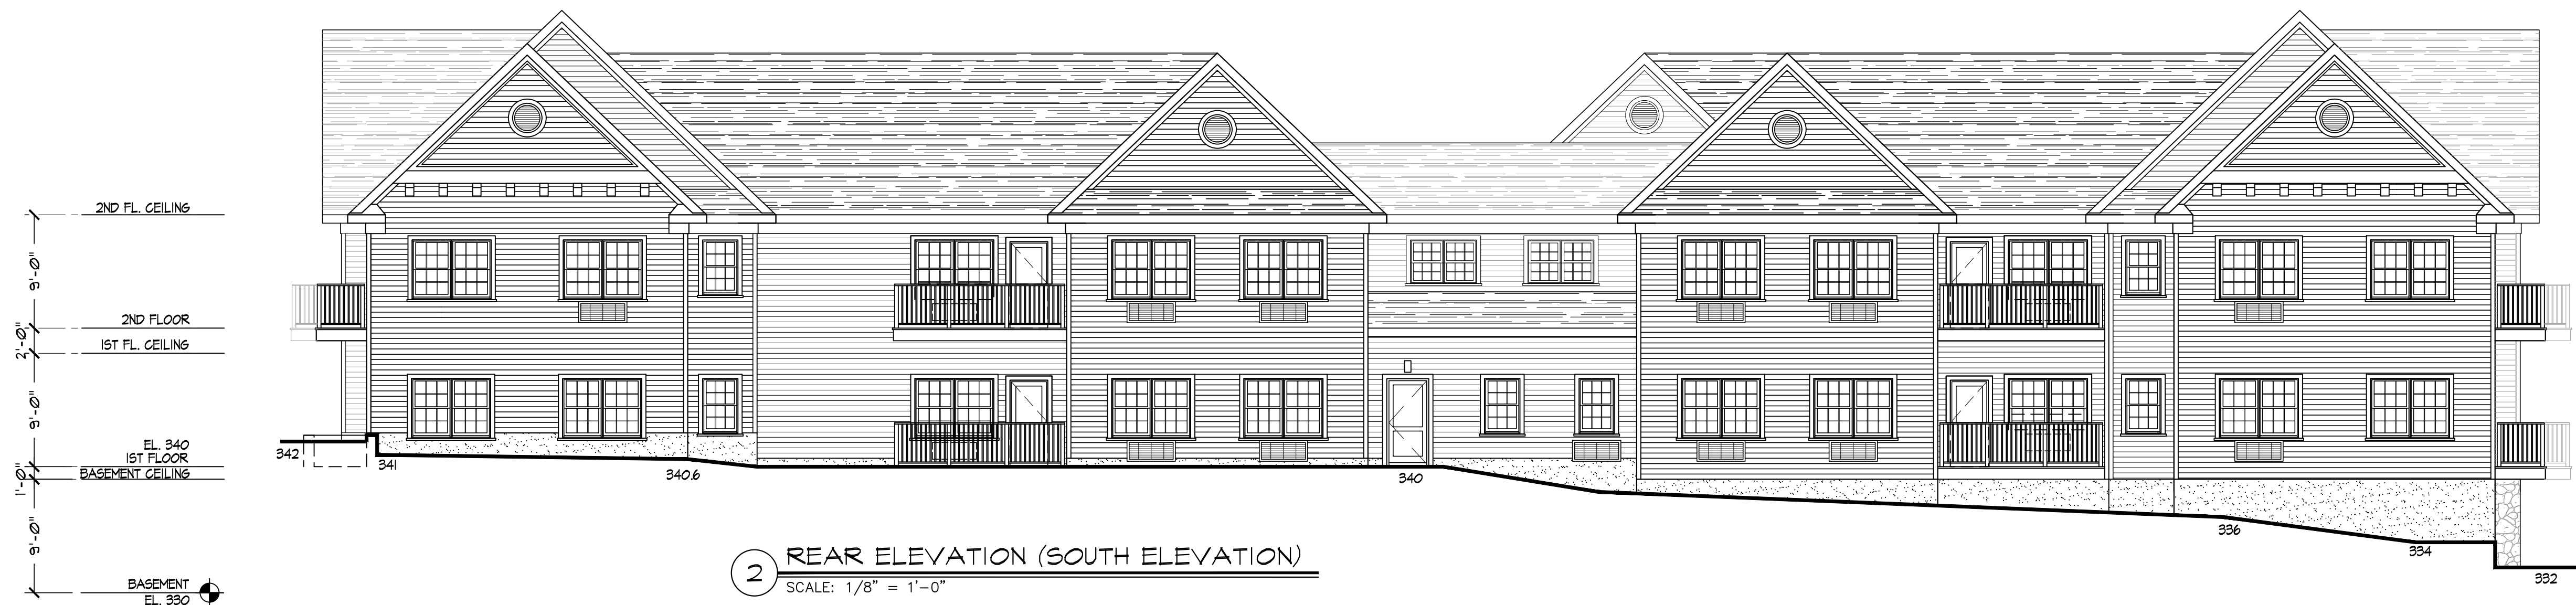 2ND FL. CEILING
9'-0"
2ND FLOOR
2'-0"
1ST FL. CEILING
9'-0"
EL. 340
1ST FLOOR
1'-0"
BASEMENT CEILING
9'-0"
BASEMENT
EL. 330
342
341
340.6
340
336
334
332
2
REAR ELEVATION (SOUTH ELEVATION)
SCALE: 1/8" = 1'-0"